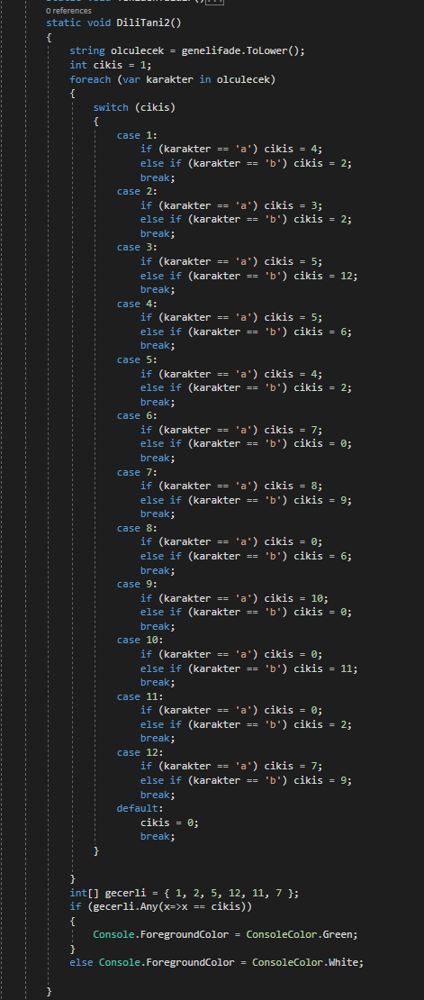 0 references
static void DiliTani2()
{
string olculecek = genelifade.ToLower();
int cikis = 1;
foreach (var karakter in olculecek)
{
switch (cikis)
{
case 1:
if (karakter == 'a') cikis = 4;
else if (karakter == 'b') cikis = 2;
break;
case 2:
if (karakter == 'a') cikis = 3;
else if (karakter == 'b') cikis = 2;
break;
case 3:
if (karakter == 'a') cikis = 5;
else if (karakter == 'b') cikis = 12;
break;
case 4:
if (karakter == 'a') cikis = 5;
else if (karakter == 'b') cikis = 6;
break;
case 5:
if (karakter == 'a') cikis = 4;
else if (karakter == 'b') cikis = 2;
break;
case 6:
if (karakter == 'a') cikis = 7;
else if (karakter == 'b') cikis = 0;
break;
case 7:
if (karakter == 'a') cikis = 8;
else if (karakter == 'b') cikis = 9;
break;
case 8:
if (karakter == 'a') cikis = 0;
else if (karakter == 'b') cikis = 6;
break;
case 9:
if (karakter == 'a') cikis = 10;
else if (karakter == 'b') cikis = 0;
break;
case 10:
if (karakter == 'a') cikis = 0;
else if (karakter == 'b') cikis = 11;
break;
case 11:
if (karakter == 'a') cikis = 0;
else if (karakter == 'b') cikis = 2;
break;
case 12:
if (karakter == 'a') cikis = 7;
else if (karakter == 'b') cikis = 9;
break;
default:
cikis = 0;
break;
}
}
int[] gecerli = { 1, 2, 5, 12, 11, 7 };
if (gecerli.Any(x=>x == cikis))
{
Console.ForegroundColor = ConsoleColor.Green;
}
else Console.ForegroundColor = ConsoleColor.White;
}